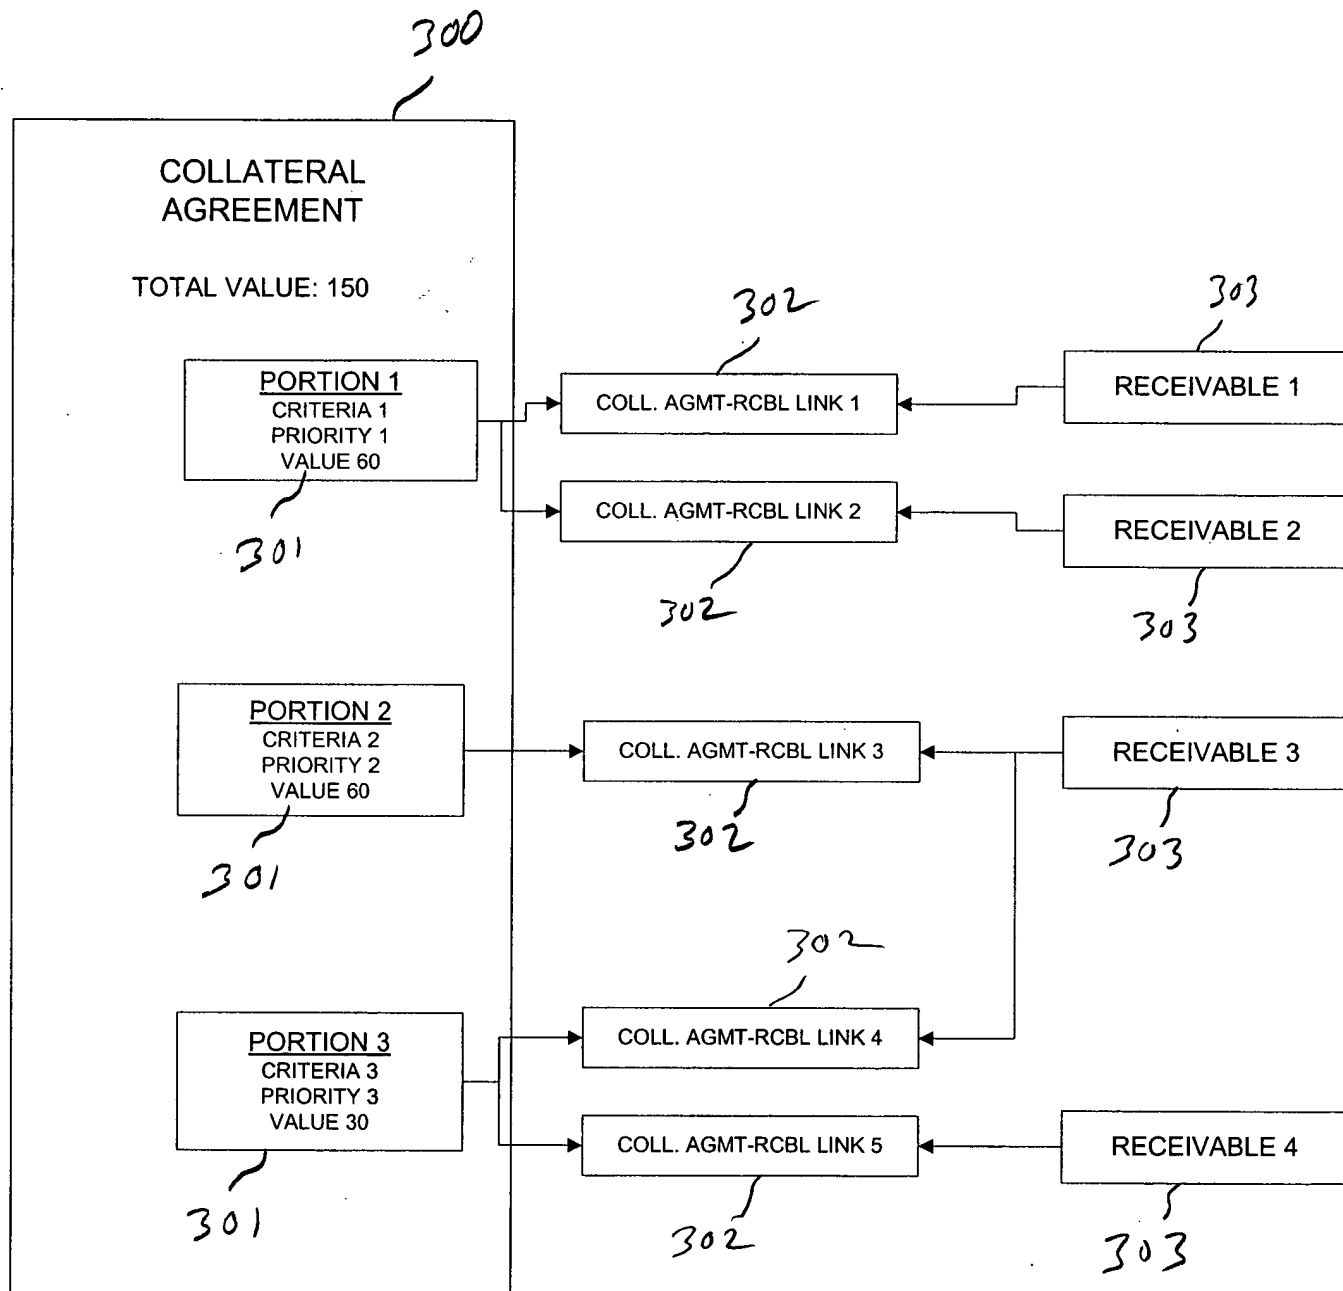 300
COLLATERAL
AGREEMENT
TOTAL VALUE: 150
302
303
PORTION 1
CRITERIA 1
PRIORITY 1
VALUE 60
COLL. AGMT-RCBL LINK 1
RECEIVABLE 1
COLL. AGMT-RCBL LINK 2
RECEIVABLE 2
301
302
303
PORTION 2
CRITERIA 2
PRIORITY 2
VALUE 60
COLL. AGMT-RCBL LINK 3
RECEIVABLE 3
301
302
303
302
PORTION 3
CRITERIA 3
PRIORITY 3
VALUE 30
COLL. AGMT-RCBL LINK 4
COLL. AGMT-RCBL LINK 5
RECEIVABLE 4
301
302
303